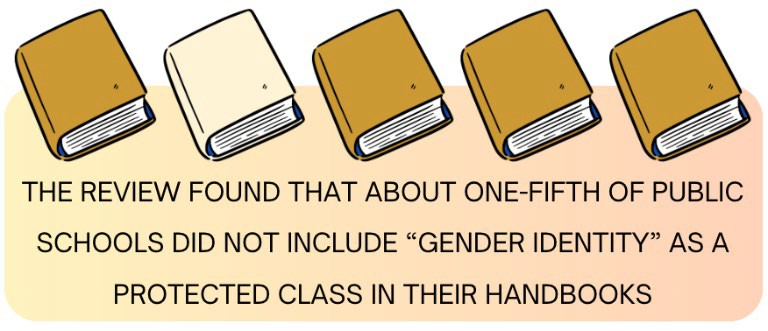 THE REVIEW FOUND THAT ABOUT ONE-FIFTH OF PUBLIC
SCHOOLS DID NOT INCLUDE “GENDER IDENTITY” AS A
PROTECTED CLASS IN THEIR HANDBOOKS